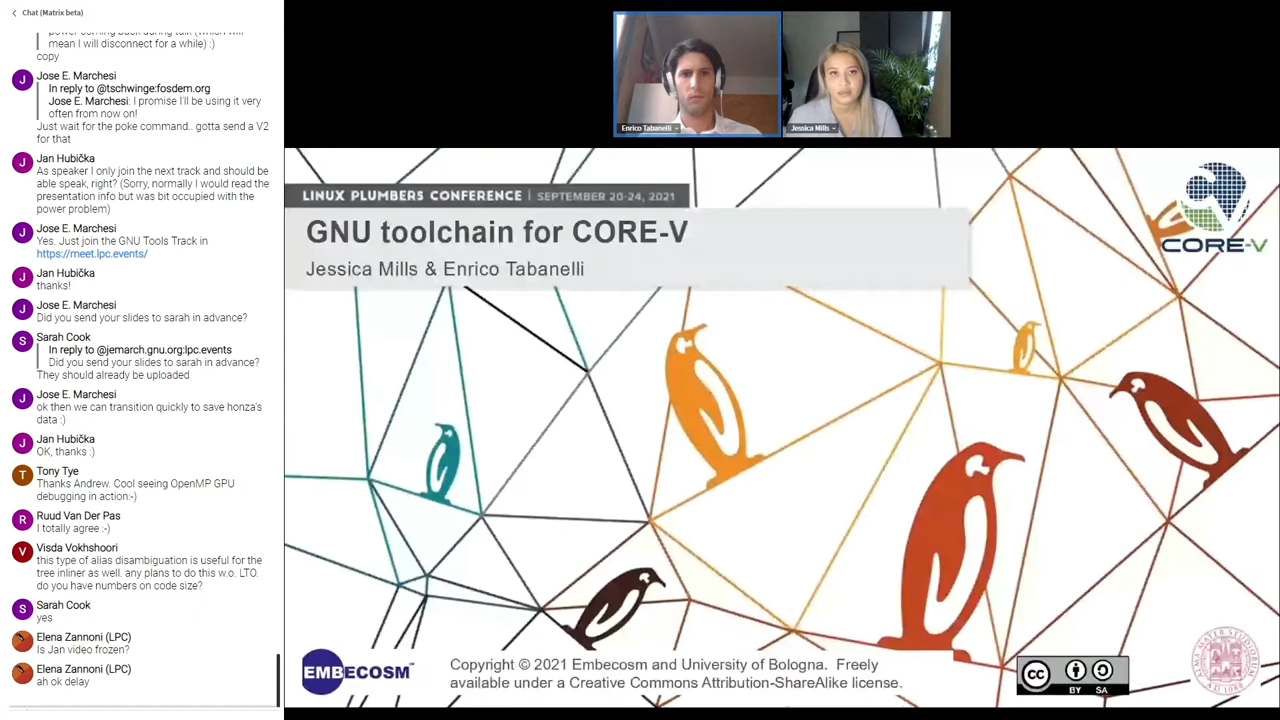 Chat (Matrix beta)
mean I will disconnect for a while) :)
copy
J
Jose E. Marchesi
In reply to @tschwinge:fosdem.org
Jose E. Marchesi: I promise I'll be using it very
often from now on!
Just wait for the poke command.. gotta send a V2
for that
J
Jan Hubička
As speaker I only join the next track and should be
able speak, right? (Sorry, normally I would read the
presentation info but was bit occupied with the
power problem)
J
Jose E. Marchesi
Yes. Just join the GNU Tools Track in
https://meet.lpc.events/
J
Jan Hubička
thanks!
J
Jose E. Marchesi
Did you send your slides to sarah in advance?
S
Sarah Cook
In reply to @jemarch.gnu.org:lpc.events
Did you send your slides to sarah in advance?
They should already be uploaded
J
Jose E. Marchesi
ok then we can transition quickly to save honza's
data :)
J
Jan Hubička
OK, thanks :)
T
Tony Tye
Thanks Andrew. Cool seeing OpenMP GPU
debugging in action:-)
R
Ruud Van Der Pas
I totally agree :-)
V
Visda Vokhshoori
this type of alias disambiguation is useful for the
tree inliner as well. any plans to do this w.o. LTO.
do you have numbers on code size?
S
Sarah Cook
yes
Elena Zannoni (LPC)
Is Jan video frozen?
Elena Zannoni (LPC)
ah ok delay
Enrico Tabanelli
Jessica Mills
LINUX PLUMBERS CONFERENCE | SEPTEMBER 20-24, 2021
GNU toolchain for CORE-V
Jessica Mills & Enrico Tabanelli
CORE-V
EMBECOSM™
Copyright © 2021 Embecosm and University of Bologna. Freely
available under a Creative Commons Attribution-ShareAlike license.
cc
BY SA